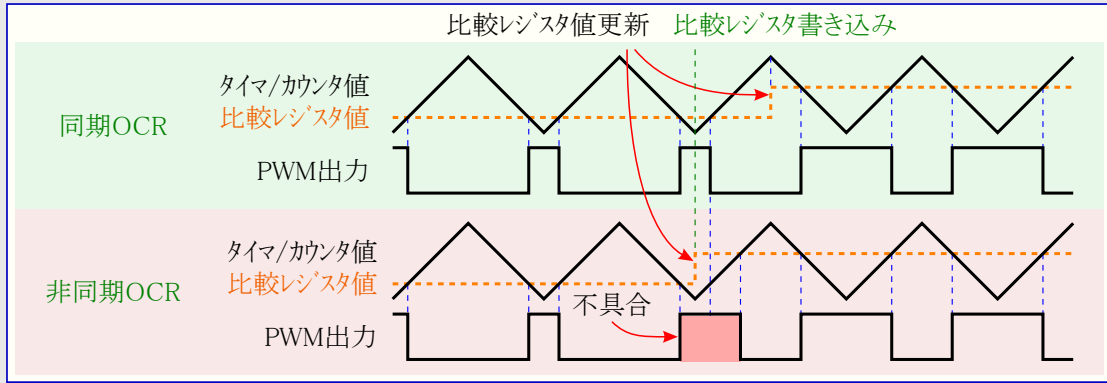 比較レジスタ値更新 比較レジスタ書き込み
タイマ/カウンタ値
同期OCR
比較レジスタ値
PWM出力
タイマ/カウンタ値
非同期OCR
比較レジスタ値
不具合
PWM出力